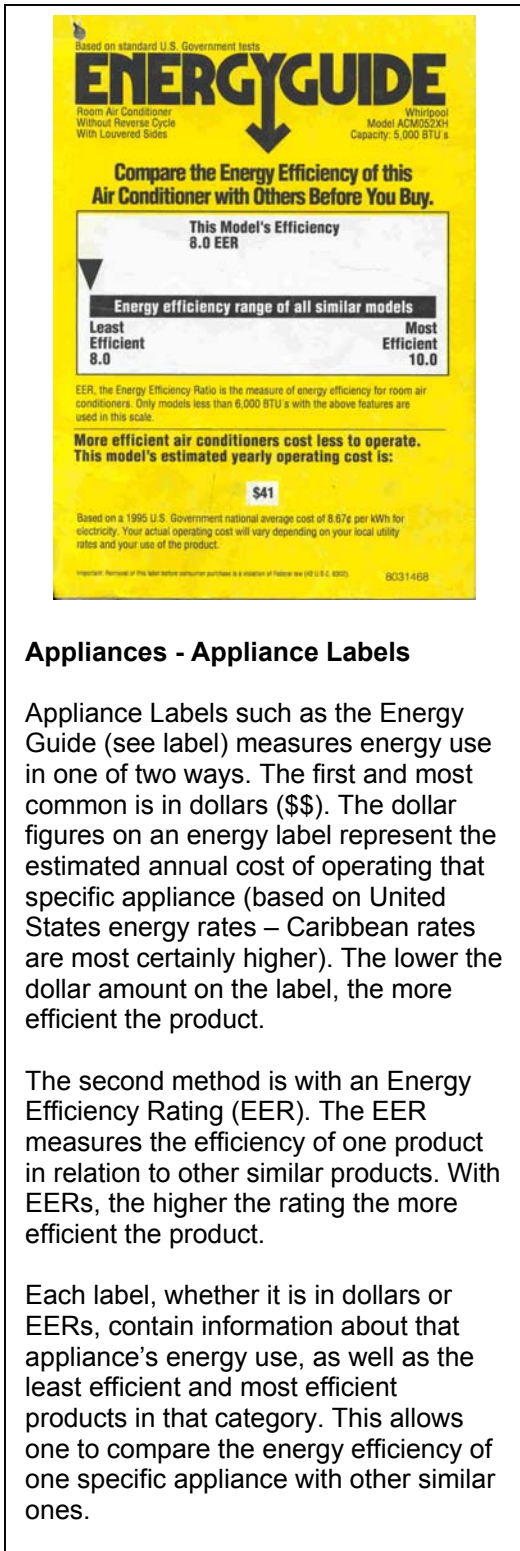 Based on standard U.S. Government tests
ENERGYGUIDE
Room Air Conditioner
Without Reverse Cycle
With Louvered Sides
Whirlpool
Model ACM052XH
Capacity: 5,000 BTU's
Compare the Energy Efficiency of this
Air Conditioner with Others Before You Buy.
This Model's Efficiency
8.0 EER
Energy efficiency range of all similar models
Least
Efficient
8.0
Most
Efficient
10.0
EER, the Energy Efficiency Ratio is the measure of energy efficiency for room air
conditioners. Only models less than 6,000 BTU's with the above features are
used in this scale.
More efficient air conditioners cost less to operate.
This model's estimated yearly operating cost is:
$41
Based on a 1995 U.S. Government national average cost of 8.67¢ per kWh for
electricity. Your actual operating cost will vary depending on your local utility
rates and your use of the product.
Important: Removal of this label before consumer purchase is a violation of Federal law (42 U.S.C. 6302).
8031468
Appliances - Appliance Labels
Appliance Labels such as the Energy
Guide (see label) measures energy use
in one of two ways. The first and most
common is in dollars ($$). The dollar
figures on an energy label represent the
estimated annual cost of operating that
specific appliance (based on United
States energy rates – Caribbean rates
are most certainly higher). The lower the
dollar amount on the label, the more
efficient the product.
The second method is with an Energy
Efficiency Rating (EER). The EER
measures the efficiency of one product
in relation to other similar products. With
EERs, the higher the rating the more
efficient the product.
Each label, whether it is in dollars or
EERs, contain information about that
appliance's energy use, as well as the
least efficient and most efficient
products in that category. This allows
one to compare the energy efficiency of
one specific appliance with other similar
ones.